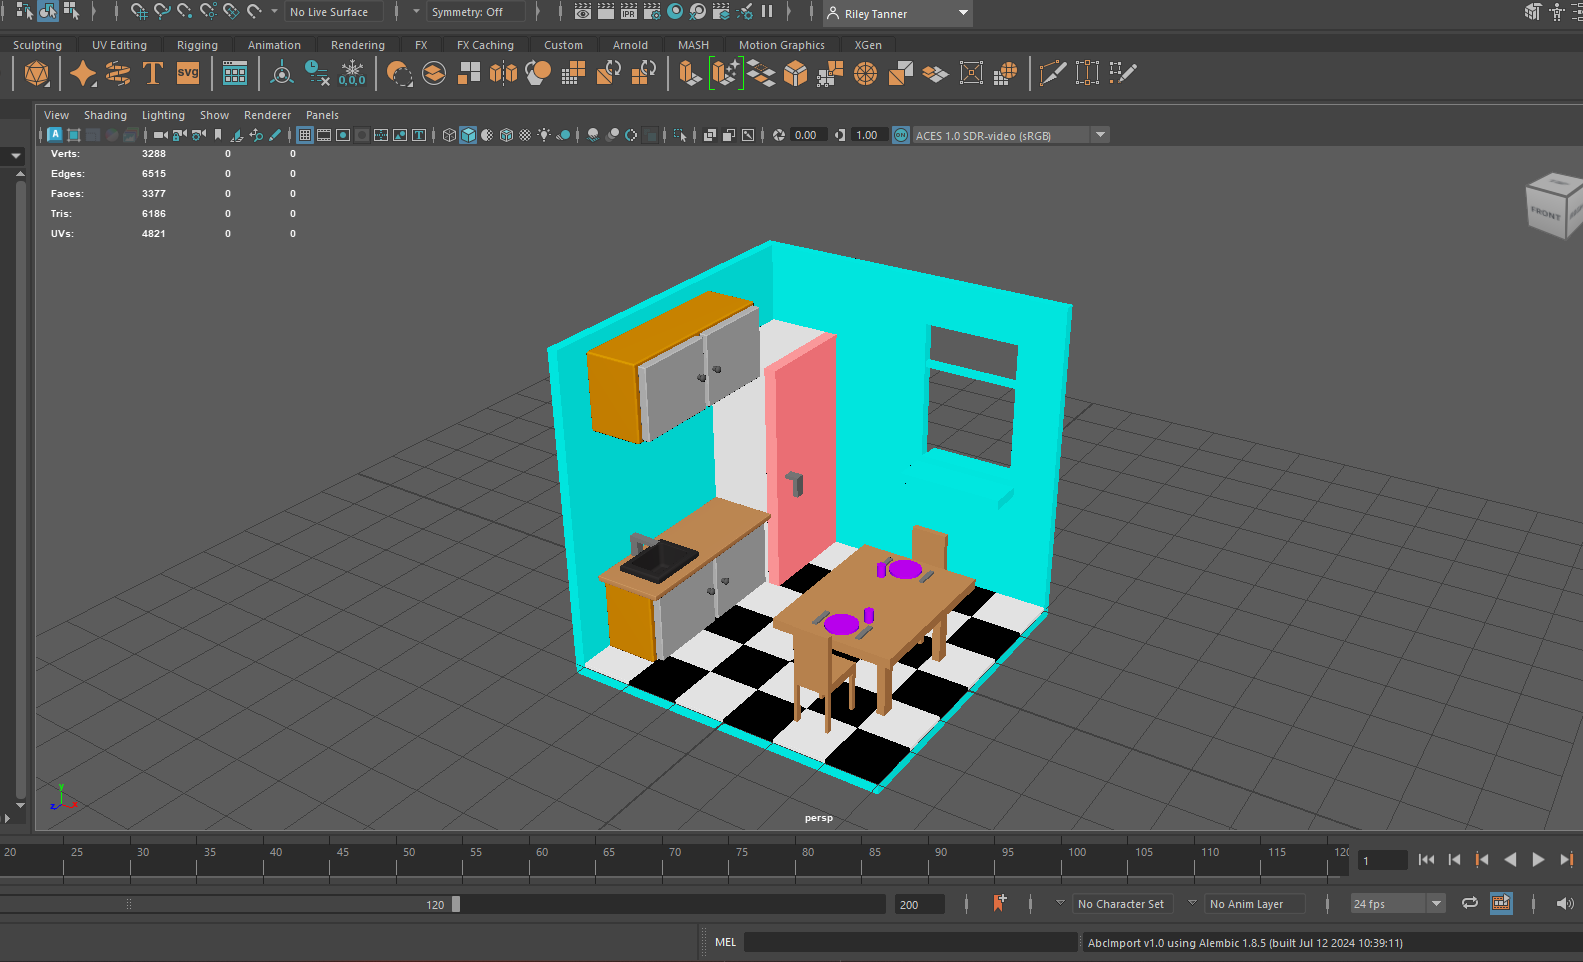 No Live Surface Symmetry: Off Riley Tanner
Sculpting UV Editing Rigging Animation Rendering FX FX Caching Custom Arnold MASH Motion Graphics XGen
IPR
T svg 0,0,0
View Shading Lighting Show Renderer Panels
A T 0.00 1.00 ON ACES 1.0 SDR-video (sRGB)
Verts: 3288 0 0
Edges: 6515 0 0
Faces: 3377 0 0
Tris: 6186 0 0
UVs: 4821 0 0
FRONT
y
z x
persp
20 25 30 35 40 45 50 55 60 65 70 75 80 85 90 95 100 105 110 115 120 1
120 200 No Character Set No Anim Layer 24 fps
MEL AbcImport v1.0 using Alembic 1.8.5 (built Jul 12 2024 10:39:11)